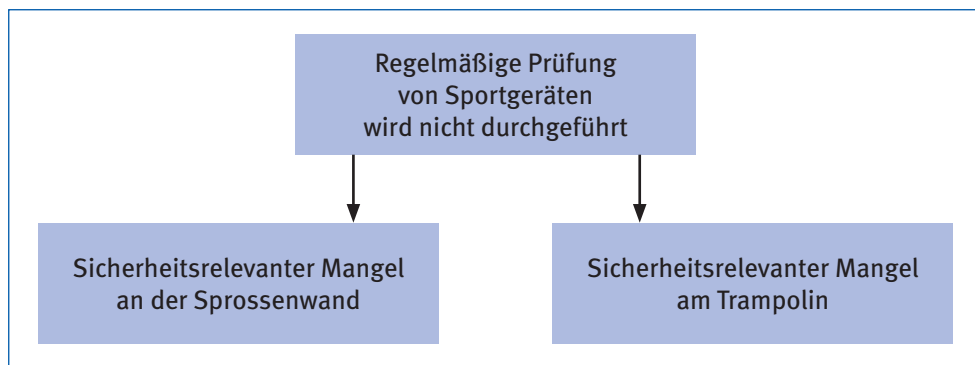 Regelmäßige Prüfung
von Sportgeräten
wird nicht durchgeführt
Sicherheitsrelevanter Mangel
an der Sprossenwand
Sicherheitsrelevanter Mangel
am Trampolin